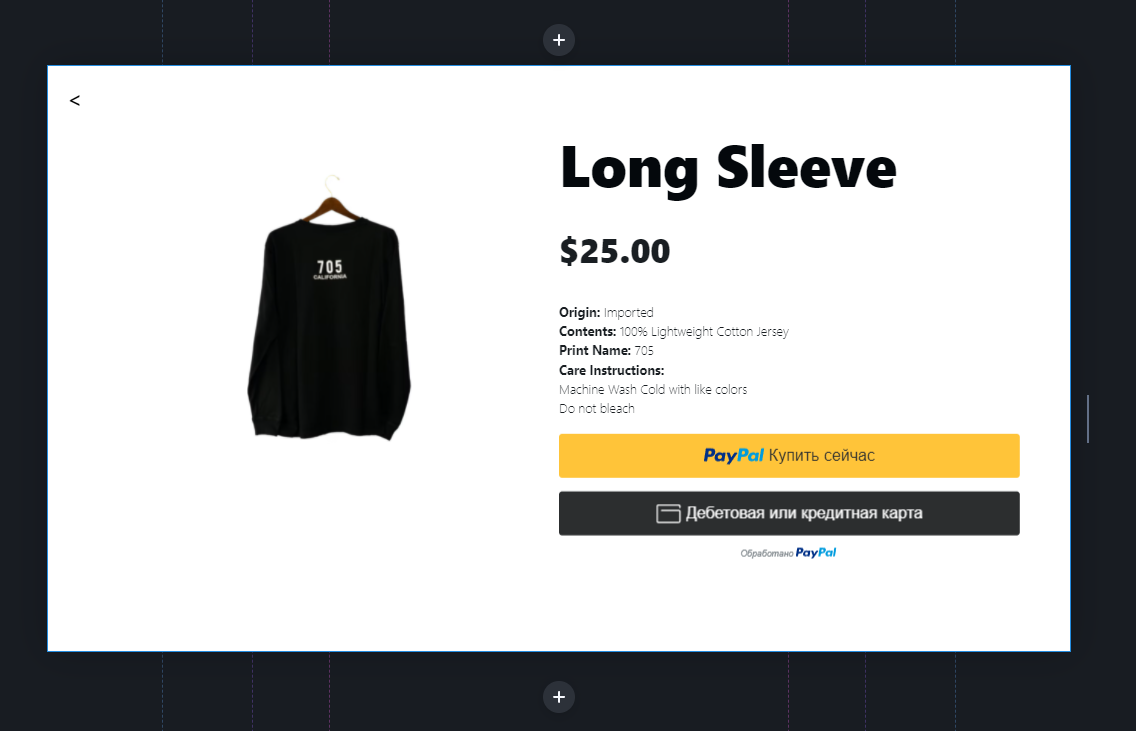 <
Long Sleeve
705
CALIFORNIA
$25.00
Origin: Imported
Contents: 100% Lightweight Cotton Jersey
Print Name: 705
Care Instructions:
Machine Wash Cold with like colors
Do not bleach
PayPal Купить сейчас
Дебетовая или кредитная карта
Обработано PayPal